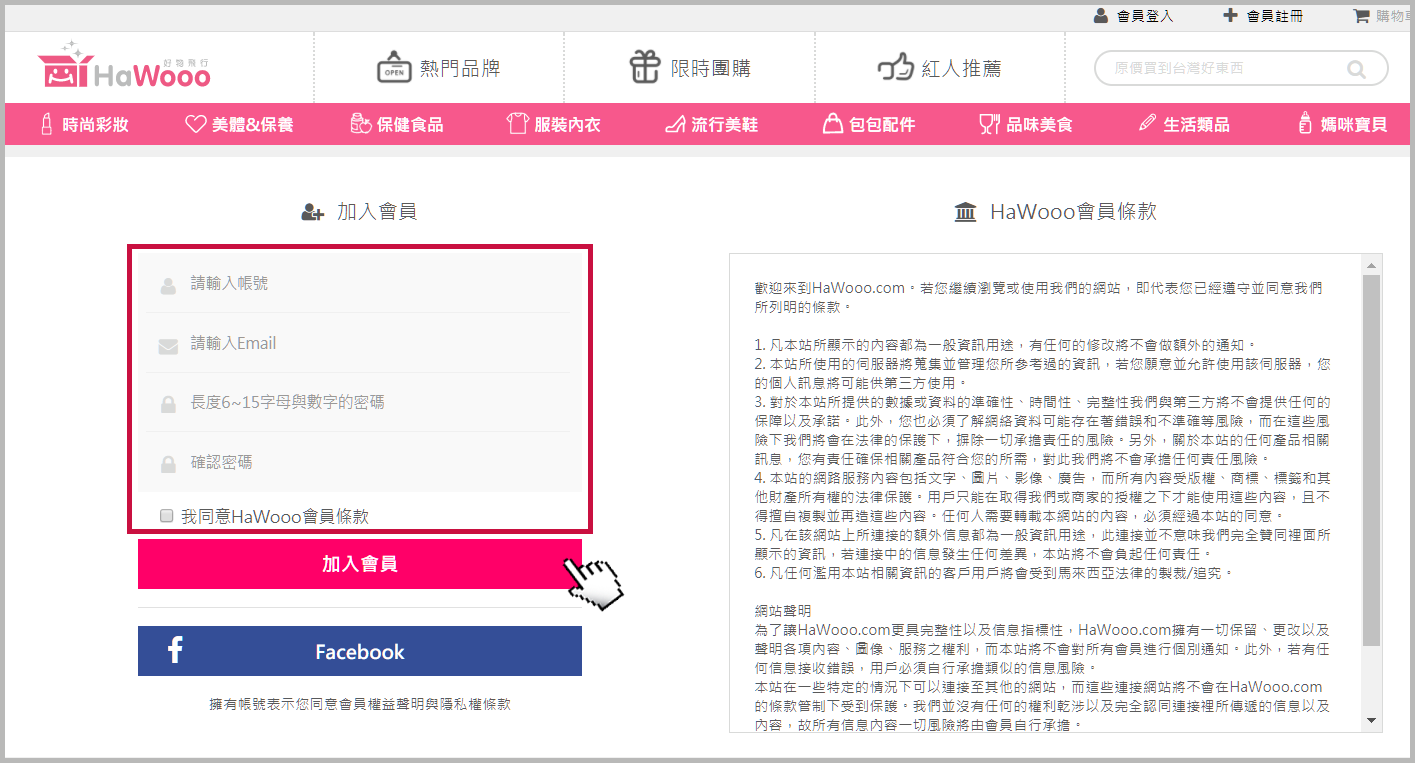 會員登入
會員註冊
購物
好物飛行
HaWooo
OPEN
熱門品牌
限時團購
紅人推薦
原價買到台灣好東西
時尚彩妝
美體&保養
保健食品
服裝內衣
流行美鞋
包包配件
品味美食
生活類品
媽咪寶貝
加入會員
HaWooo會員條款
請輸入帳號
請輸入Email
長度6~15字母與數字的密碼
確認密碼
我同意HaWooo會員條款
加入會員
f
Facebook
擁有帳號表示您同意會員權益聲明與隱私權條款
歡迎來到HaWooo.com。若您繼續瀏覽或使用我們的網站，即代表您已經遵守並同意我們
所列明的條款。
1. 凡本站所顯示的內容都為一般資訊用途，有任何的修改將不會做額外的通知。
2. 本站所使用的伺服器將蒐集並管理您所參考過的資訊，若您願意並允許使用該伺服器，您
的個人訊息將可能供第三方使用。
3. 對於本站所提供的數據或資料的準確性、時間性、完整性我們與第三方將不會提供任何的
保障以及承諾。此外，您也必須了解網絡資料可能存在著錯誤和不準確等風險，而在這些風
險下我們將會在法律的保護下，摒除一切承擔責任的風險。另外，關於本站的任何產品相關
訊息，您有責任確保相關產品符合您的所需，對此我們將不會承擔任何責任風險。
4. 本站的網路服務內容包括文字、圖片、影像、廣告，而所有內容受版權、商標、標籤和其
他財產所有權的法律保護。用戶只能在取得我們或商家的授權之下才能使用這些內容，且不
得擅自複製並再造這些內容。任何人需要轉載本網站的內容，必須經過本站的同意。
5. 凡在該網站上所連接的額外信息都為一般資訊用途，此連接並不意味我們完全贊同裡面所
顯示的資訊，若連接中的信息發生任何差異，本站將不會負起任何責任。
6. 凡任何濫用本站相關資訊的客戶用戶將會受到馬來西亞法律的製裁/追究。
網站聲明
為了讓HaWooo.com更具完整性以及信息指標性，HaWooo.com擁有一切保留、更改以及
聲明各項內容、圖像、服務之權利，而本站將不會對所有會員進行個別通知。此外，若有任
何信息接收錯誤，用戶必須自行承擔類似的信息風險。
本站在一些特定的情況下可以連接至其他的網站，而這些連接網站將不會在HaWooo.com
的條款管制下受到保護。我們並沒有任何的權利乾涉以及完全認同連接裡所傳遞的信息以及
內容，故所有信息內容一切風險將由會員自行承擔。